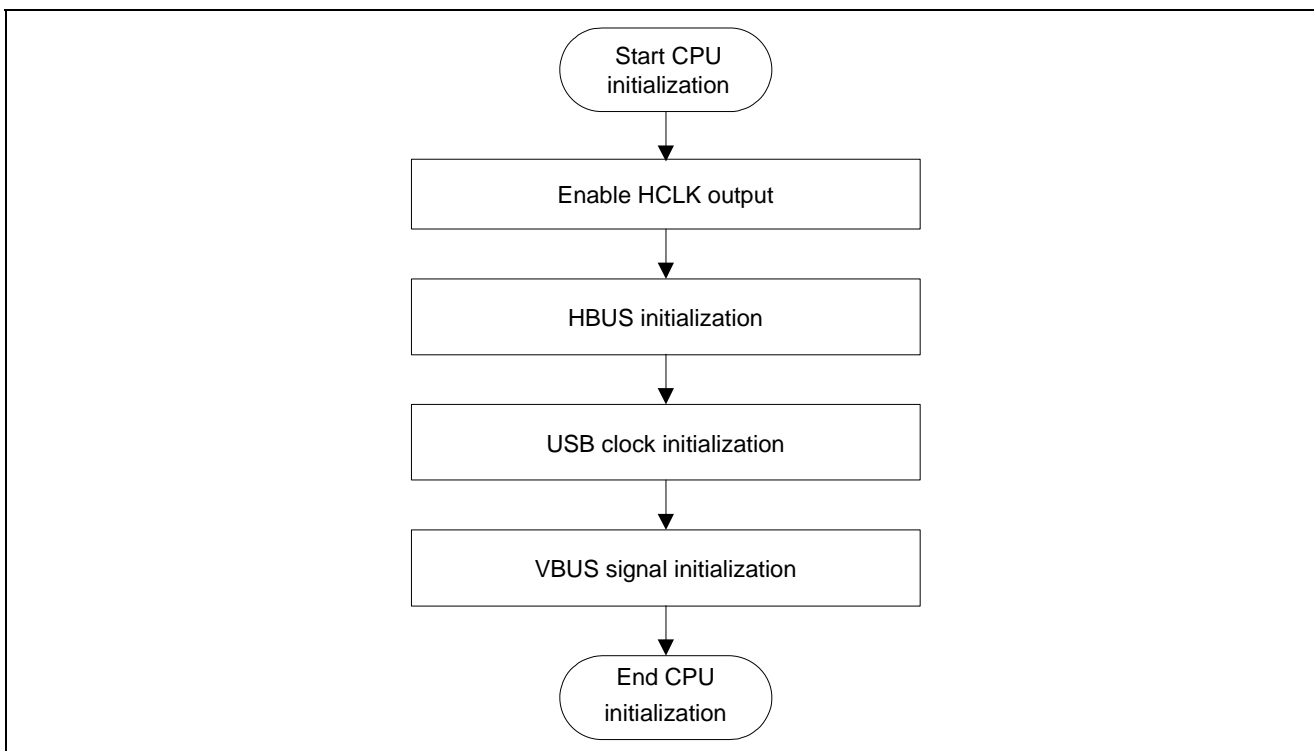 Start CPU
initialization
Enable HCLK output
HBUS initialization
USB clock initialization
VBUS signal initialization
End CPU
initialization